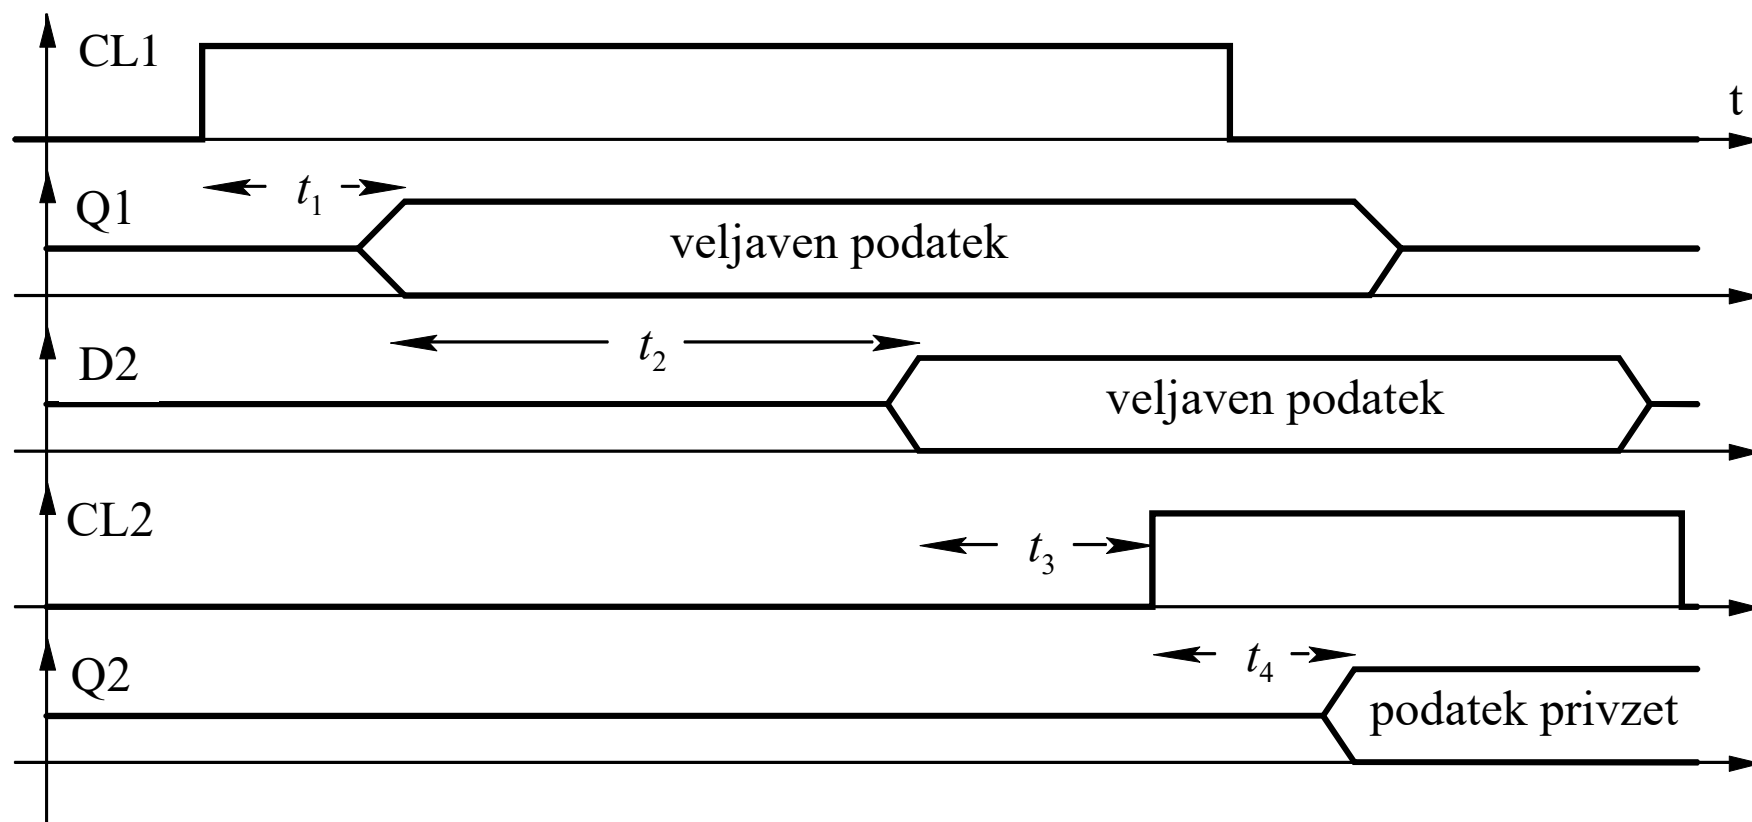 CL1
t
t1
Q1
veljaven podatek
t2
D2
veljaven podatek
CL2
t3
t4
Q2
podatek privzet